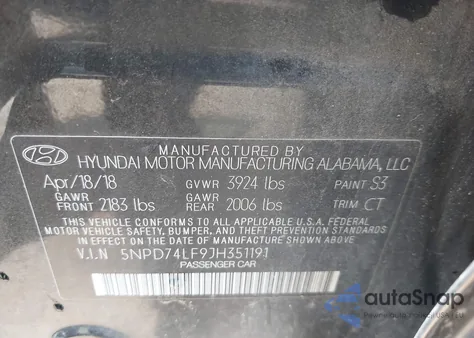 MANUFACTURED BY
HYUNDAI MOTOR MANUFACTURING ALABAMA, LLC
Apr/18/18 GVWR 3924 lbs PAINT S3
GAWR FRONT 2183 lbs GAWR REAR 2006 lbs TRIM CT
THIS VEHICLE CONFORMS TO ALL APPLICABLE U.S. FEDERAL
MOTOR VEHICLE SAFETY, BUMPER, AND THEFT PREVENTION STANDARDS
IN EFFECT ON THE DATE OF MANUFACTURE SHOWN ABOVE.
V.I.N 5NPD74LF9JH351191
PASSENGER CAR
autoSnap